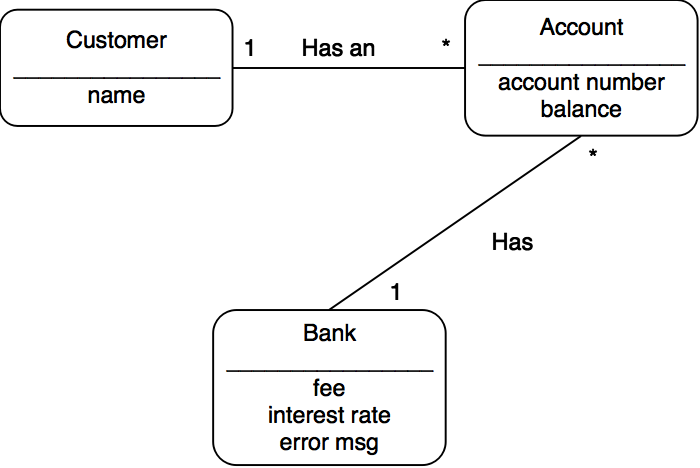 Customer
name
1
Has an
*
Account
account number
balance
*
Has
1
Bank
fee
interest rate
error msg